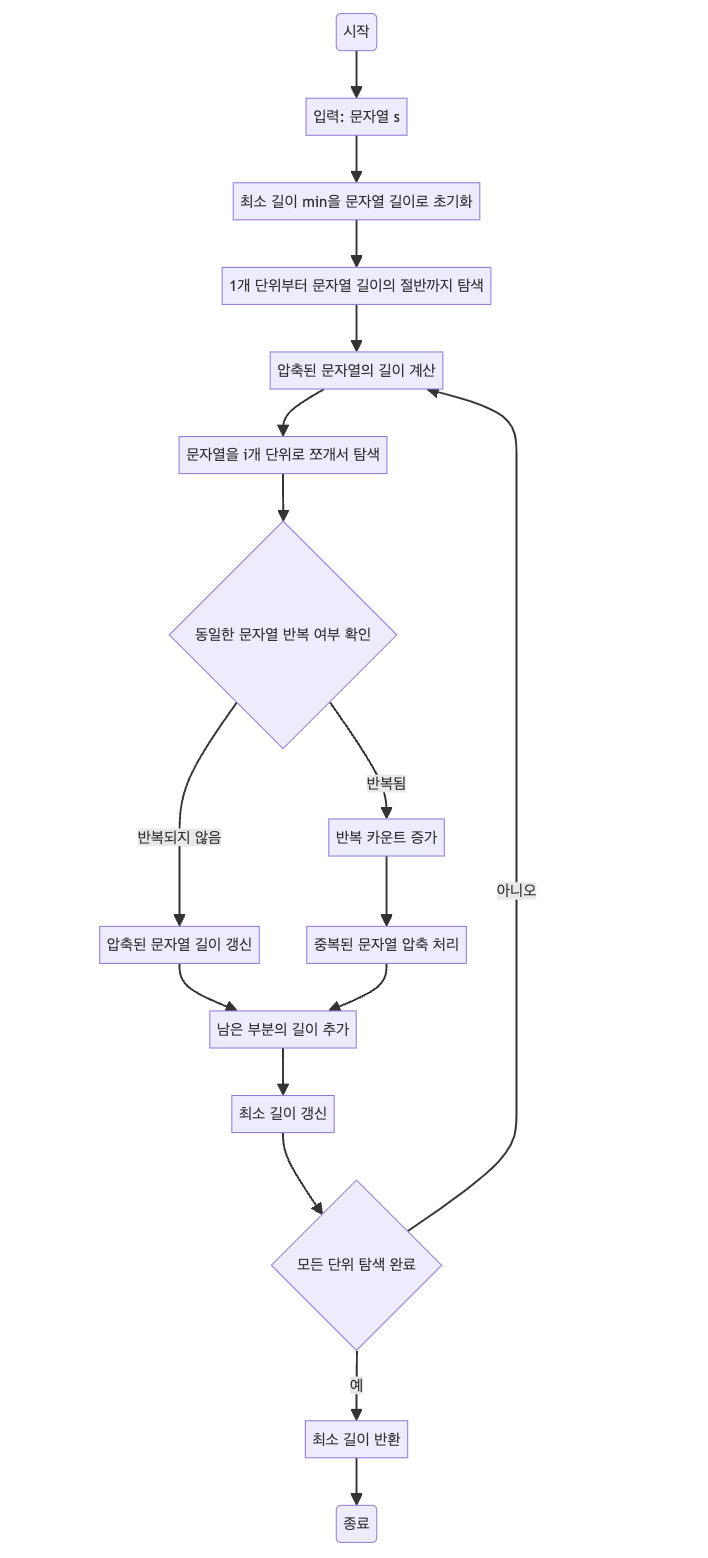 시작
입력: 문자열 s
최소 길이 min을 문자열 길이로 초기화
1개 단위부터 문자열 길이의 절반까지 탐색
압축된 문자열의 길이 계산
문자열을 i개 단위로 쪼개서 탐색
동일한 문자열 반복 여부 확인
반복됨
반복되지 않음
반복 카운트 증가
아니오
압축된 문자열 길이 갱신
중복된 문자열 압축 처리
남은 부분의 길이 추가
최소 길이 갱신
모든 단위 탐색 완료
예
최소 길이 반환
종료